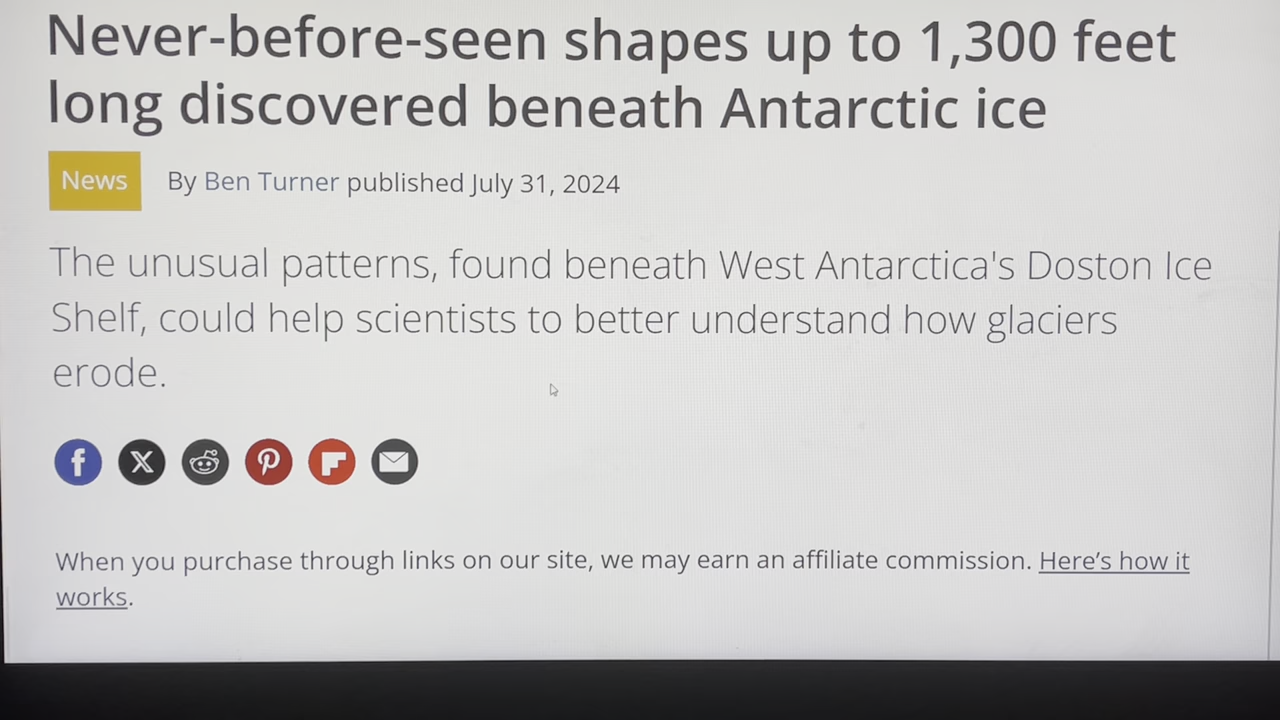 Never-before-seen shapes up to 1,300 feet
long discovered beneath Antarctic ice
News
By Ben Turner published July 31, 2024
The unusual patterns, found beneath West Antarctica's Doston Ice
Shelf, could help scientists to better understand how glaciers
erode.
When you purchase through links on our site, we may earn an affiliate commission. Here’s how it
works.